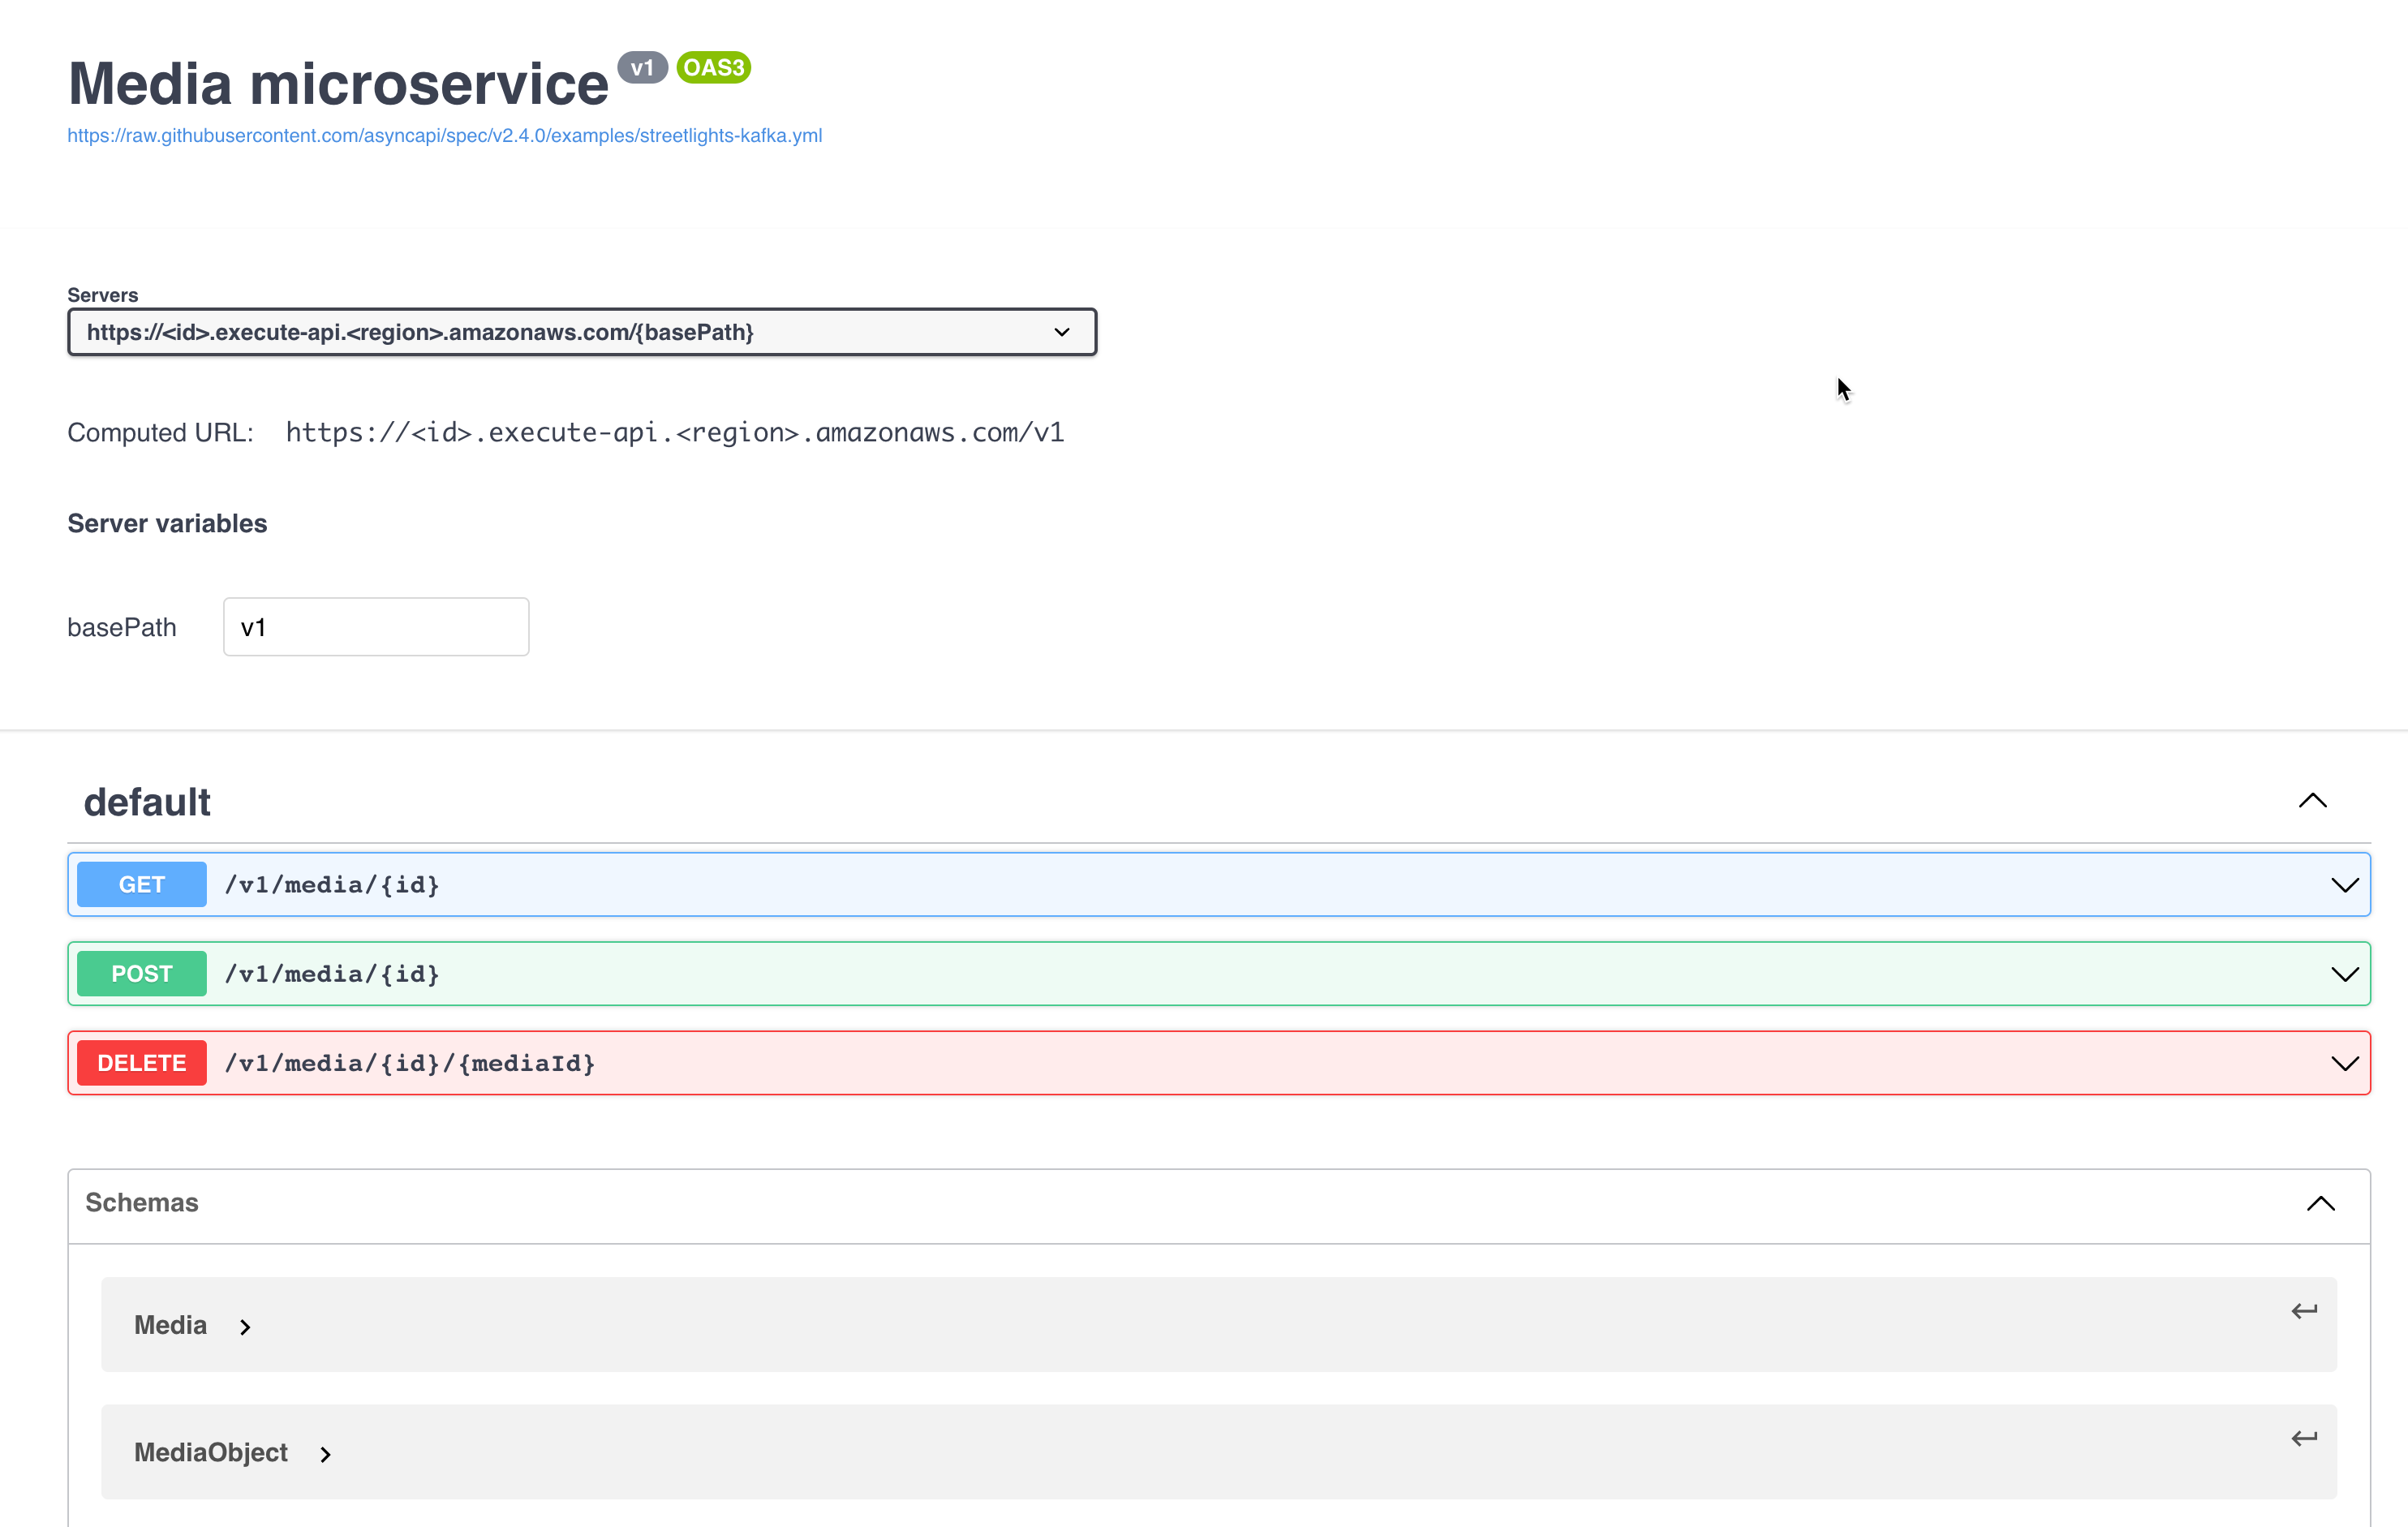 Media microservice v1 OAS3
https://raw.githubusercontent.com/asyncapi/spec/v2.4.0/examples/streetlights-kafka.yml
Servers
https://<id>.execute-api.<region>.amazonaws.com/{basePath}
Computed URL: https://<id>.execute-api.<region>.amazonaws.com/v1
Server variables
basePath v1
default
GET /v1/media/{id}
POST /v1/media/{id}
DELETE /v1/media/{id}/{mediaId}
Schemas
Media
MediaObject